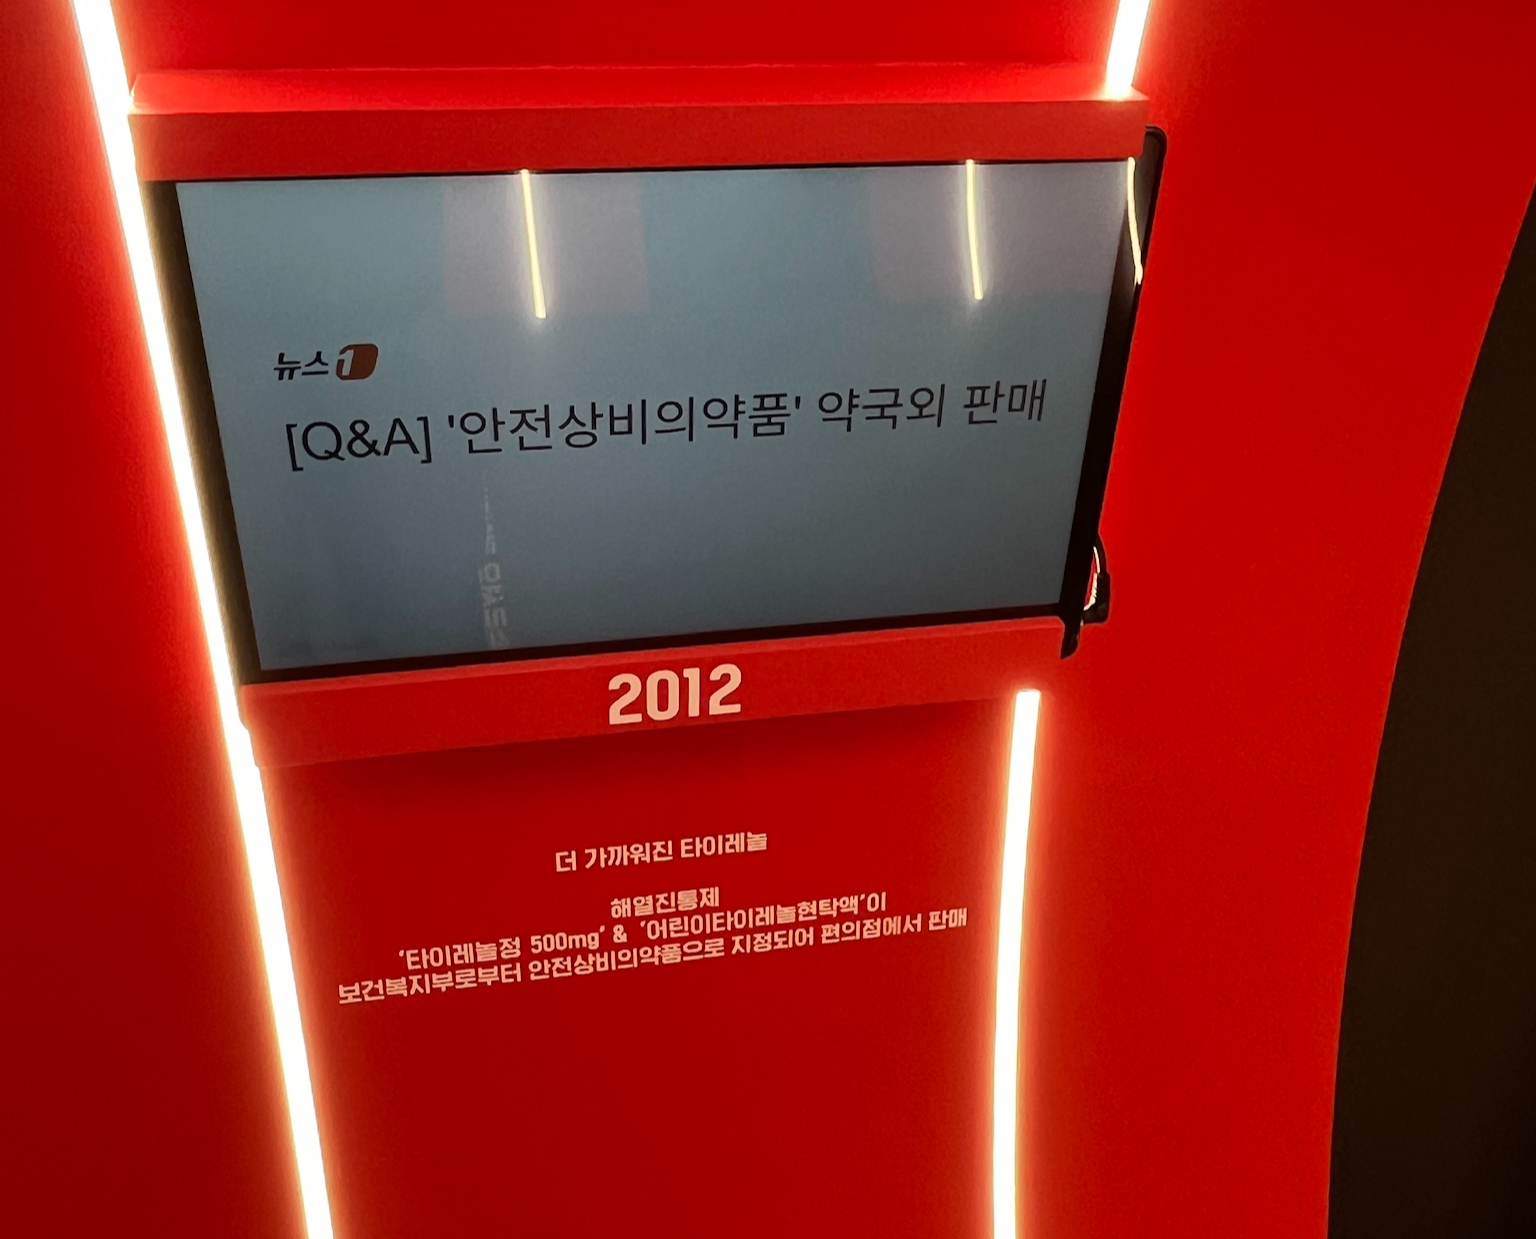 뉴스1
[Q&A] '안전상비의약품' 약국외 판매
2012
더 가까워진 타이레놀
해열진통제
'타이레놀정 500mg' & '어린이타이레놀현탁액'이
보건복지부로부터 안전상비의약품으로 지정되어 편의점에서 판매